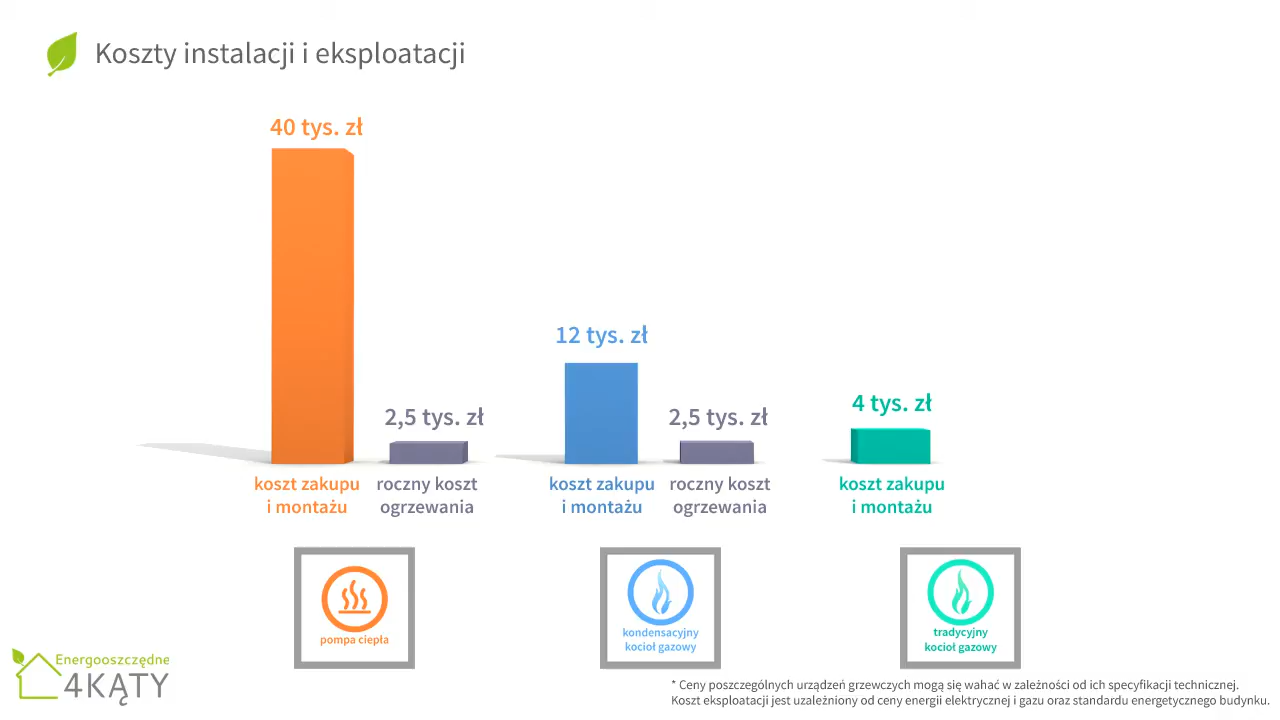 Koszty instalacji i eksploatacji
40 tys. zł
12 tys. zł
2,5 tys. zł
2,5 tys. zł
4 tys. zł
koszt zakupu
i montażu
roczny koszt
ogrzewania
koszt zakupu
i montażu
roczny koszt
ogrzewania
koszt zakupu
i montażu
pompa ciepła
kondensacyjny
kocioł gazowy
tradycyjny
kocioł gazowy
Energooszczędne
4KĄTY
* Ceny poszczególnych urządzeń grzewczych mogą się wahać w zależności od ich specyfikacji technicznej.
Koszt eksploatacji jest uzależniony od ceny energii elektrycznej i gazu oraz standardu energetycznego budynku.